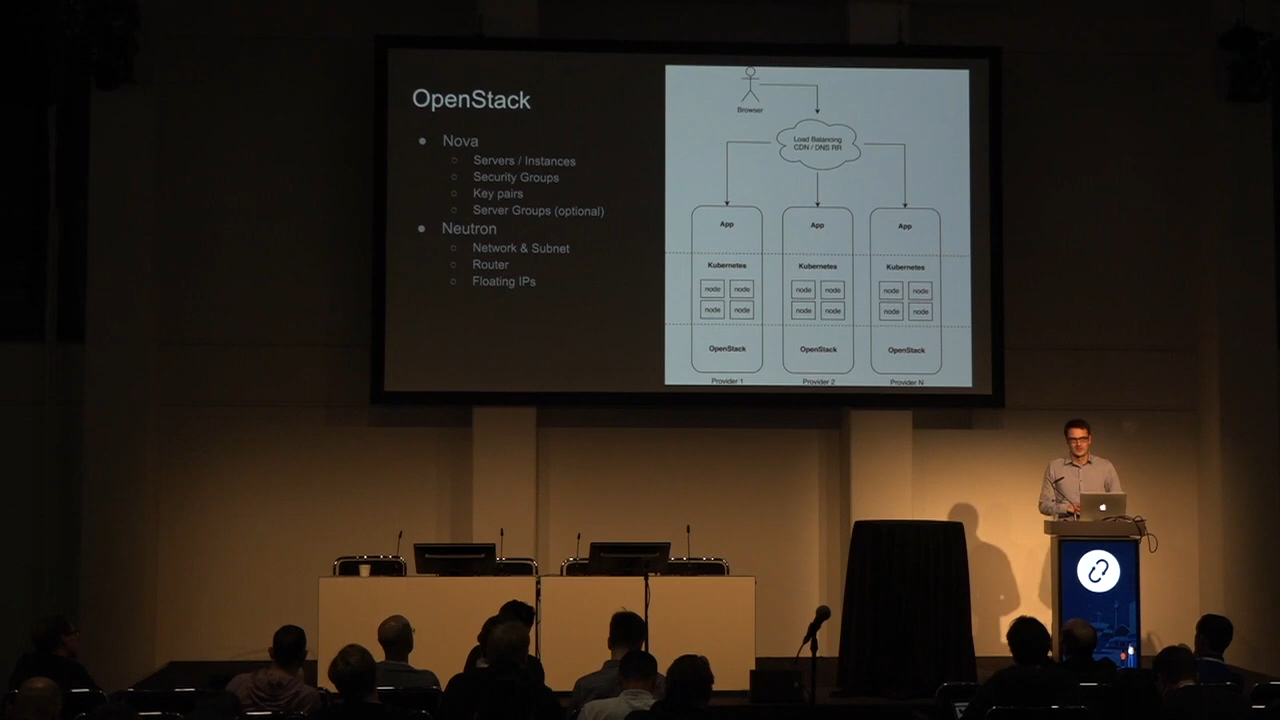 OpenStack
● Nova
○ Servers / Instances
○ Security Groups
○ Key pairs
○ Server Groups (optional)
● Neutron
○ Network & Subnet
○ Router
○ Floating IPs
Browser
Load Balancing
CDN / DNS RR
App App App
Kubernetes Kubernetes Kubernetes
node node node node node node
node node node node node node
OpenStack OpenStack OpenStack
Provider 1 Provider 2 Provider N